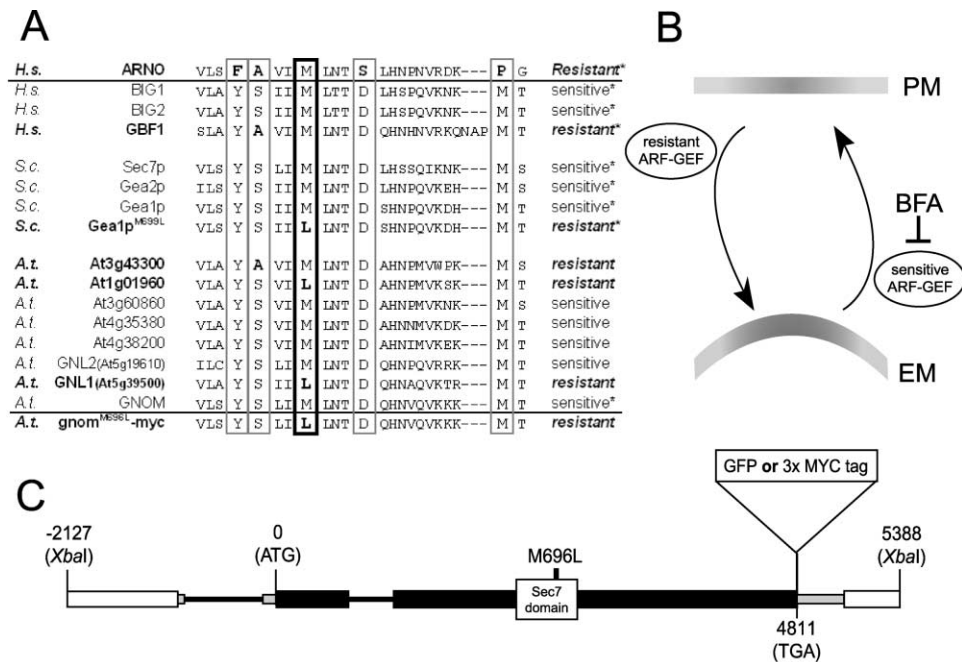 A
H.s. ARNO VLS F A VI M LNT S LHNPNVRDK--- P G Resistant*
H.s. BIG1 VLA Y S II M LTT D LHSPQVKNK--- M T sensitive*
H.s. BIG2 VLA Y S II M LTT D LHSPQVKNK--- M T sensitive*
H.s. GBF1 SLA Y A VI M LNT D QHNHNVRKQNAP M T resistant*
S.c. Sec7p VLS Y S LI M LNT D LHSSQIKNK--- M S sensitive*
S.c. Gea2p ILS Y S LI M LNT D LHNPQVKEH--- M S sensitive*
S.c. Gea1p VLS Y S II M LNT D SHNPQVKDH--- M S sensitive*
S.c. Gea1pM699L VLS Y S II L LNT D SHNPQVKDH--- M S resistant*
A.t. At3g43300 VLA Y A VI M LNT D AHNPMVWPK--- M S resistant
A.t. At1g01960 VLA Y S VI L LNT D AHNPMVKSK--- M T resistant
A.t. At3g60860 VLA Y S VI M LNT D AHNPMVKNK--- M S sensitive
A.t. At4g35380 VLA Y S VI M LNT D AHNNMVKDK--- M T sensitive
A.t. At4g38200 VLA Y S VI M LNT D AHNIMVKEK--- M T sensitive
A.t. GNL2(At5g19610) ILC Y S LI M LNT D QHNPQVRRK--- M T sensitive
A.t. GNL1(At5g39500) VLA Y S II L LNT D QHNAQVKTR--- M T resistant
A.t. GNOM VLS Y S LI M LNT D QHNVQVKKK--- M T sensitive*
A.t. gnomM696L-myc VLS Y S LI L LNT D QHNVQVKKK--- M T resistant
B
PM
resistant
ARF-GEF
BFA
sensitive
ARF-GEF
EM
C
GFP or 3x MYC tag
-2127
(XbaI)
0
(ATG)
M696L
5388
(XbaI)
Sec7
domain
4811
(TGA)